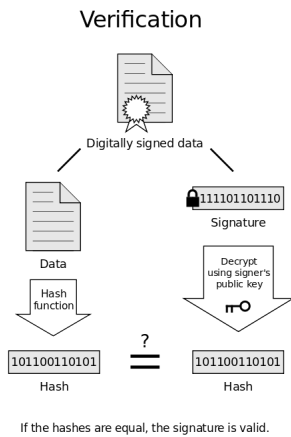 Verification
Digitally signed data
111101101110
Signature
Data
Hash
function
Decrypt
using signer's
public key
?
101100110101
101100110101
Hash
Hash
If the hashes are equal, the signature is valid.